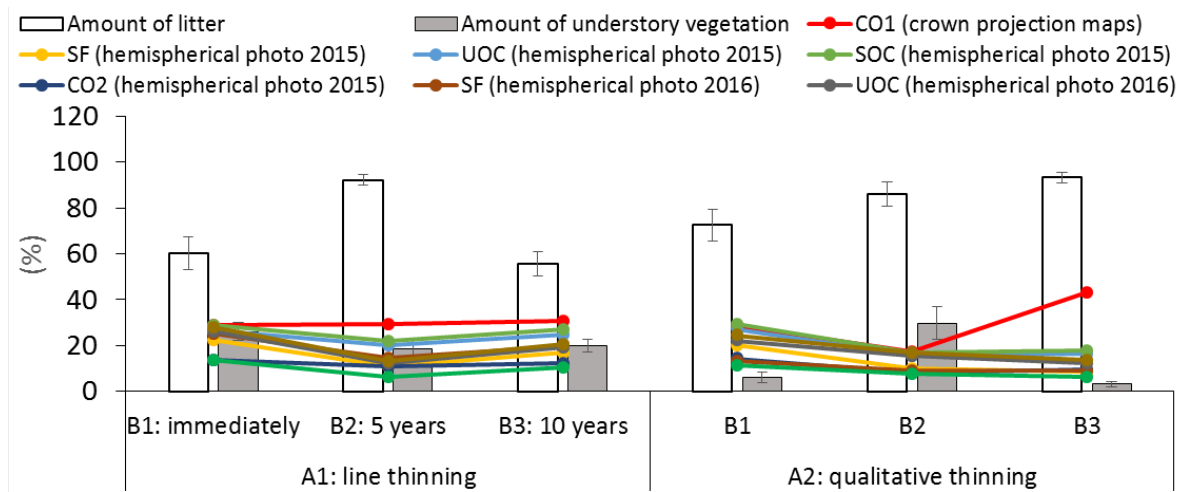 Amount of litter Amount of understory vegetation CO1 (crown projection maps)
SF (hemispherical photo 2015) UOC (hemispherical photo 2015) SOC (hemispherical photo 2015)
CO2 (hemispherical photo 2015) SF (hemispherical photo 2016) UOC (hemispherical photo 2016)
120
100
80
60
40
20
0
(%)
B1: immediately B2: 5 years B3: 10 years B1 B2 B3
A1: line thinning A2: qualitative thinning